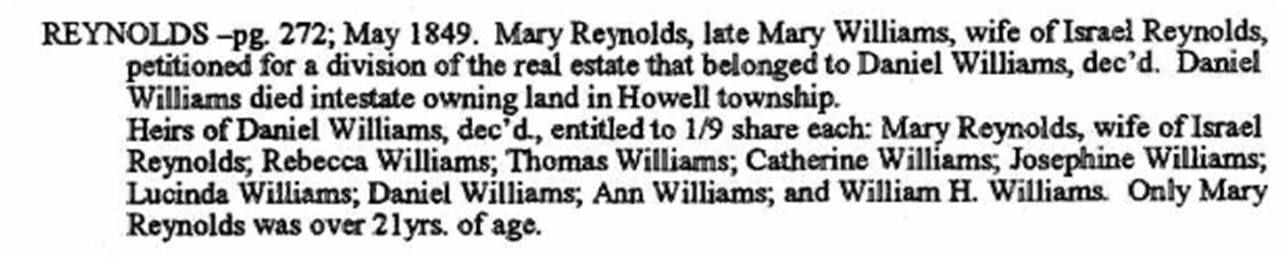 REYNOLDS –pg. 272; May 1849. Mary Reynolds, late Mary Williams, wife of Israel Reynolds,
petitioned for a division of the real estate that belonged to Daniel Williams, dec'd. Daniel
Williams died intestate owning land in Howell township.
Heirs of Daniel Williams, dec'd., entitled to 1/9 share each: Mary Reynolds, wife of Israel
Reynolds; Rebecca Williams; Thomas Williams; Catherine Williams; Josephine Williams;
Lucinda Williams; Daniel Williams; Ann Williams; and William H. Williams. Only Mary
Reynolds was over 21yrs. of age.